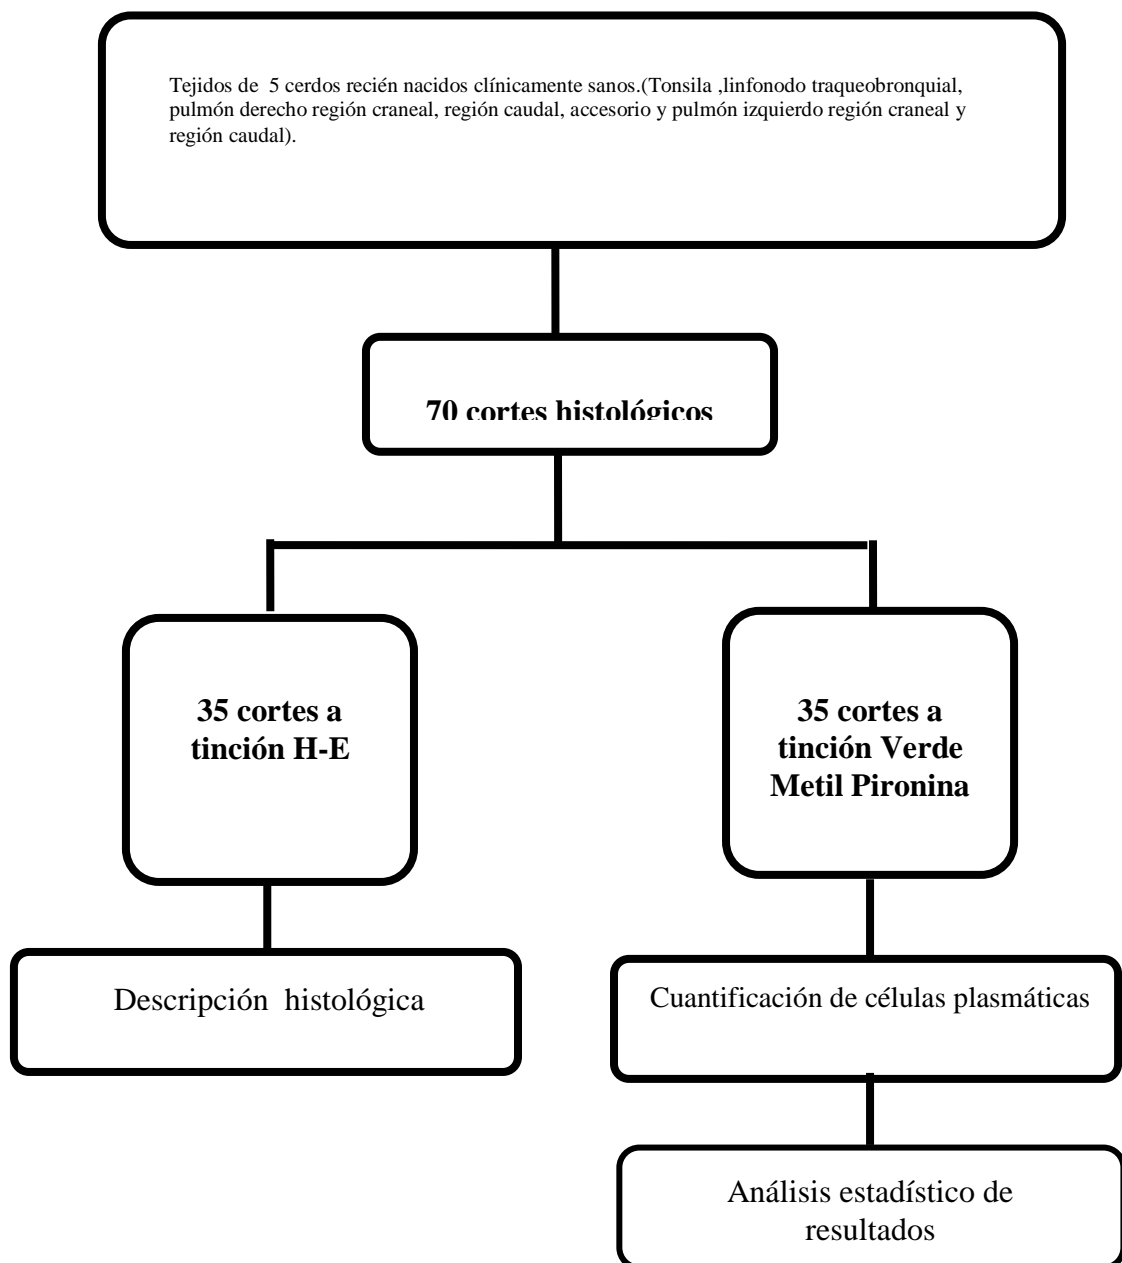 Tejidos de  5 cerdos recién nacidos clínicamente sanos.(Tonsila ,linfonodo traqueobronquial,
pulmón derecho región craneal, región caudal, accesorio y pulmón izquierdo región craneal y
región caudal).
70 cortes histológicos
35 cortes a
tinción H-E
35 cortes a
tinción Verde
Metil Pironina
Descripción  histológica
Cuantificación de células plasmáticas
Análisis estadístico de
resultados